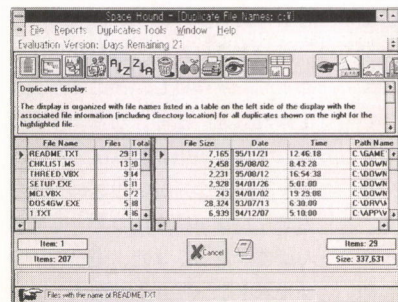 Space Hound - [Duplicate File Names: c:¥]
File Reports Duplicates Tools Window Help
Evaluation Version: Days Remaining 21
Duplicates display:
The display is organized with file names listed in a table on the left side of the display with the
associated file information (including directory location) for all duplicates shown on the right for the
highlighted file.
File Name Files Total File Size Date Time Path Name
README.TXT 29 7,165 95/11/21 12:46:18 C:\GAME
CHKLIST.MS 13 2,458 95/08/02 8:43:28 C:\DOWN
THREED.VBX 9 2,231 95/08/12 16:54:38 C:\DOWN
SETUP.EXE 6 2,928 94/01/26 5:01:00 C:\DOWN
MCI.VBX 6 243 94/01/02 19:29:00 C:\DOWN
DOS4GW.EXE 5 28,324 93/07/13 6:30:00 C:\DRV\
1.TXT 4 6,939 94/12/07 5:10:00 C:\APP\V
Item: 1 Cancel Items: 29
Items: 207 Size: 337,631
Files with the name of README.TXT